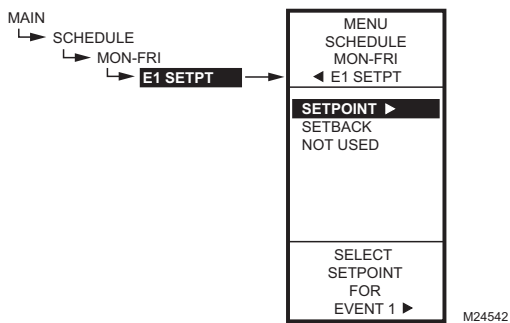 MAIN
SCHEDULE
MON-FRI
E1 SETPT
MENU
SCHEDULE
MON-FRI
◄ E1 SETPT
SETPOINT ►
SETBACK
NOT USED
SELECT
SETPOINT
FOR
EVENT 1 ►
M24542